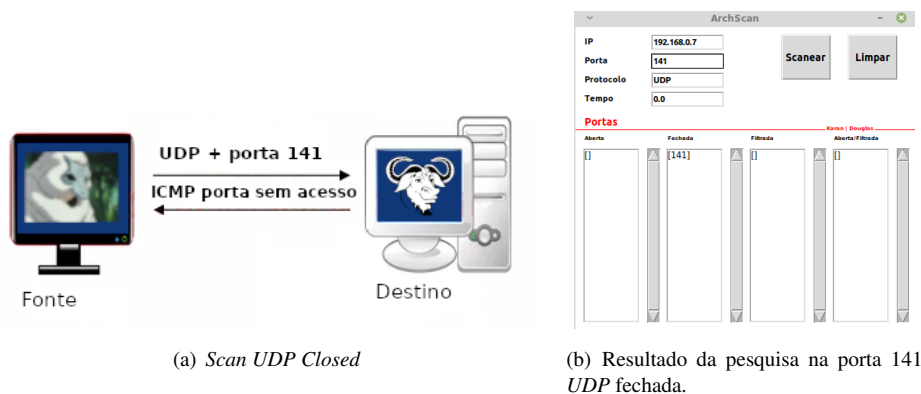 UDP + porta 141
ICMP porta sem acesso
Fonte
Destino
(a) Scan UDP Closed
ArchScan
IP 192.168.0.7
Porta 141
Protocolo UDP
Tempo 0.0
Scanear Limpar
Portas
Karan | Douglas
Aberta Fechada Filtrada Aberta/Filtrada
[] [141] [] []
(b) Resultado da pesquisa na porta 141
UDP fechada.